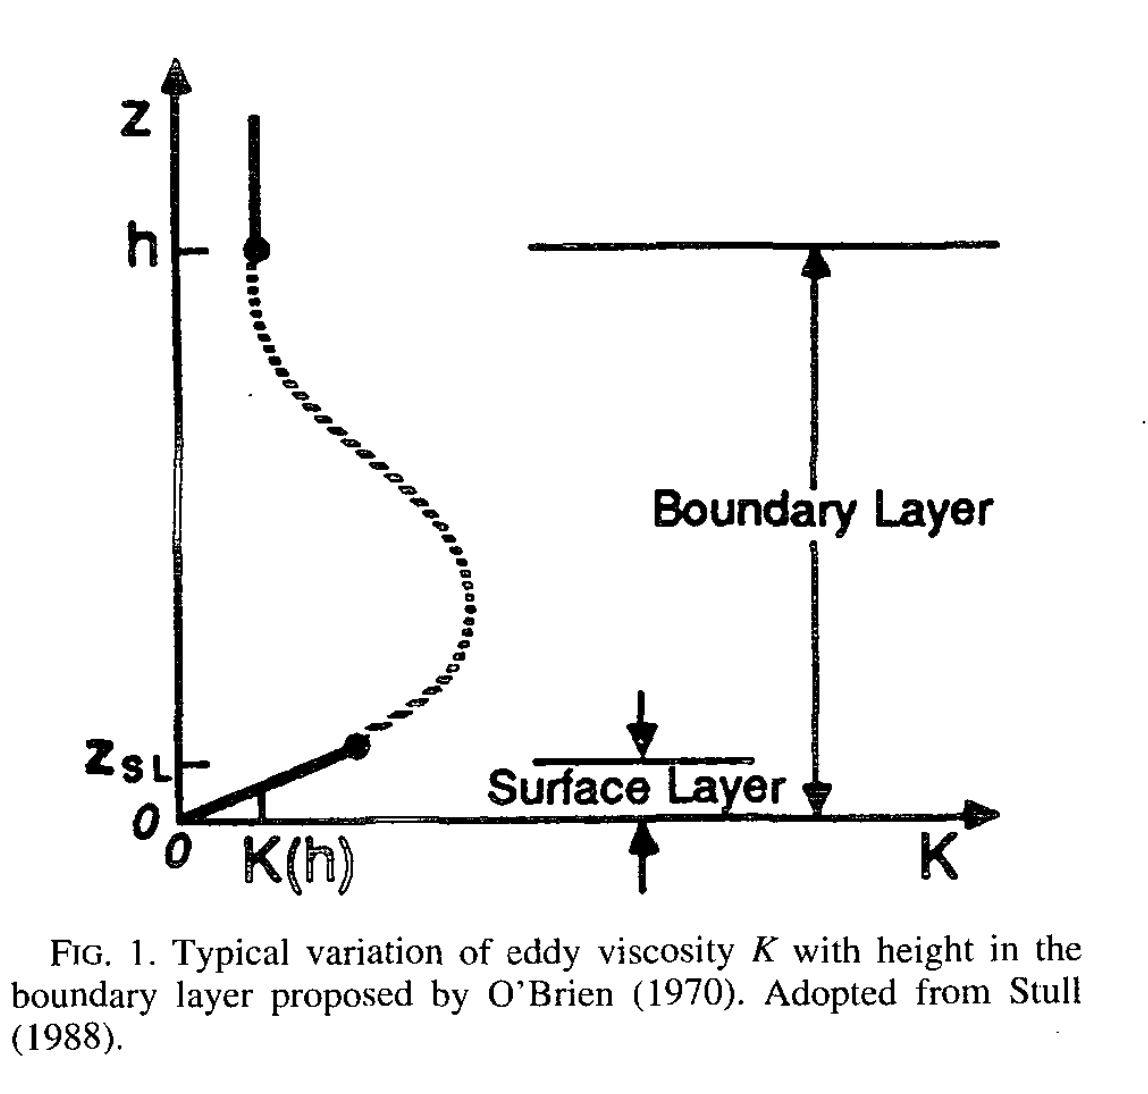 z
h
Boundary Layer
zSL
Surface Layer
0
0
K(h)
K
FIG. 1. Typical variation of eddy viscosity K with height in the
boundary layer proposed by O'Brien (1970). Adopted from Stull
(1988).